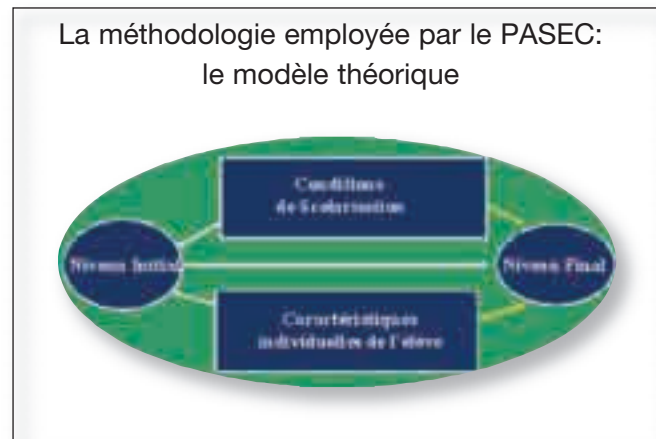 La méthodologie employée par le PASEC:
le modèle théorique
Conditions
de Scolarisation
Niveau Initial
Niveau Final
Caractéristiques
individuelles de l'élève